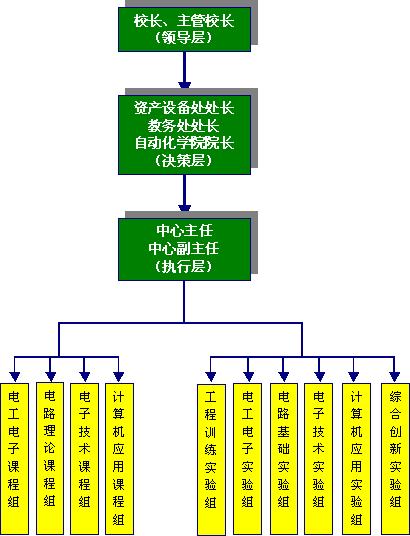 校长、主管校长
（领导层）
资产设备处处长
教务处处长
自动化学院院长
（决策层）
中心主任
中心副主任
（执行层）
电工电子课程组
电路理论课程组
电子技术课程组
计算机应用课程组
工程训练实验组
电工电子实验组
电路基础实验组
电子技术实验组
计算机应用实验组
综合创新实验组